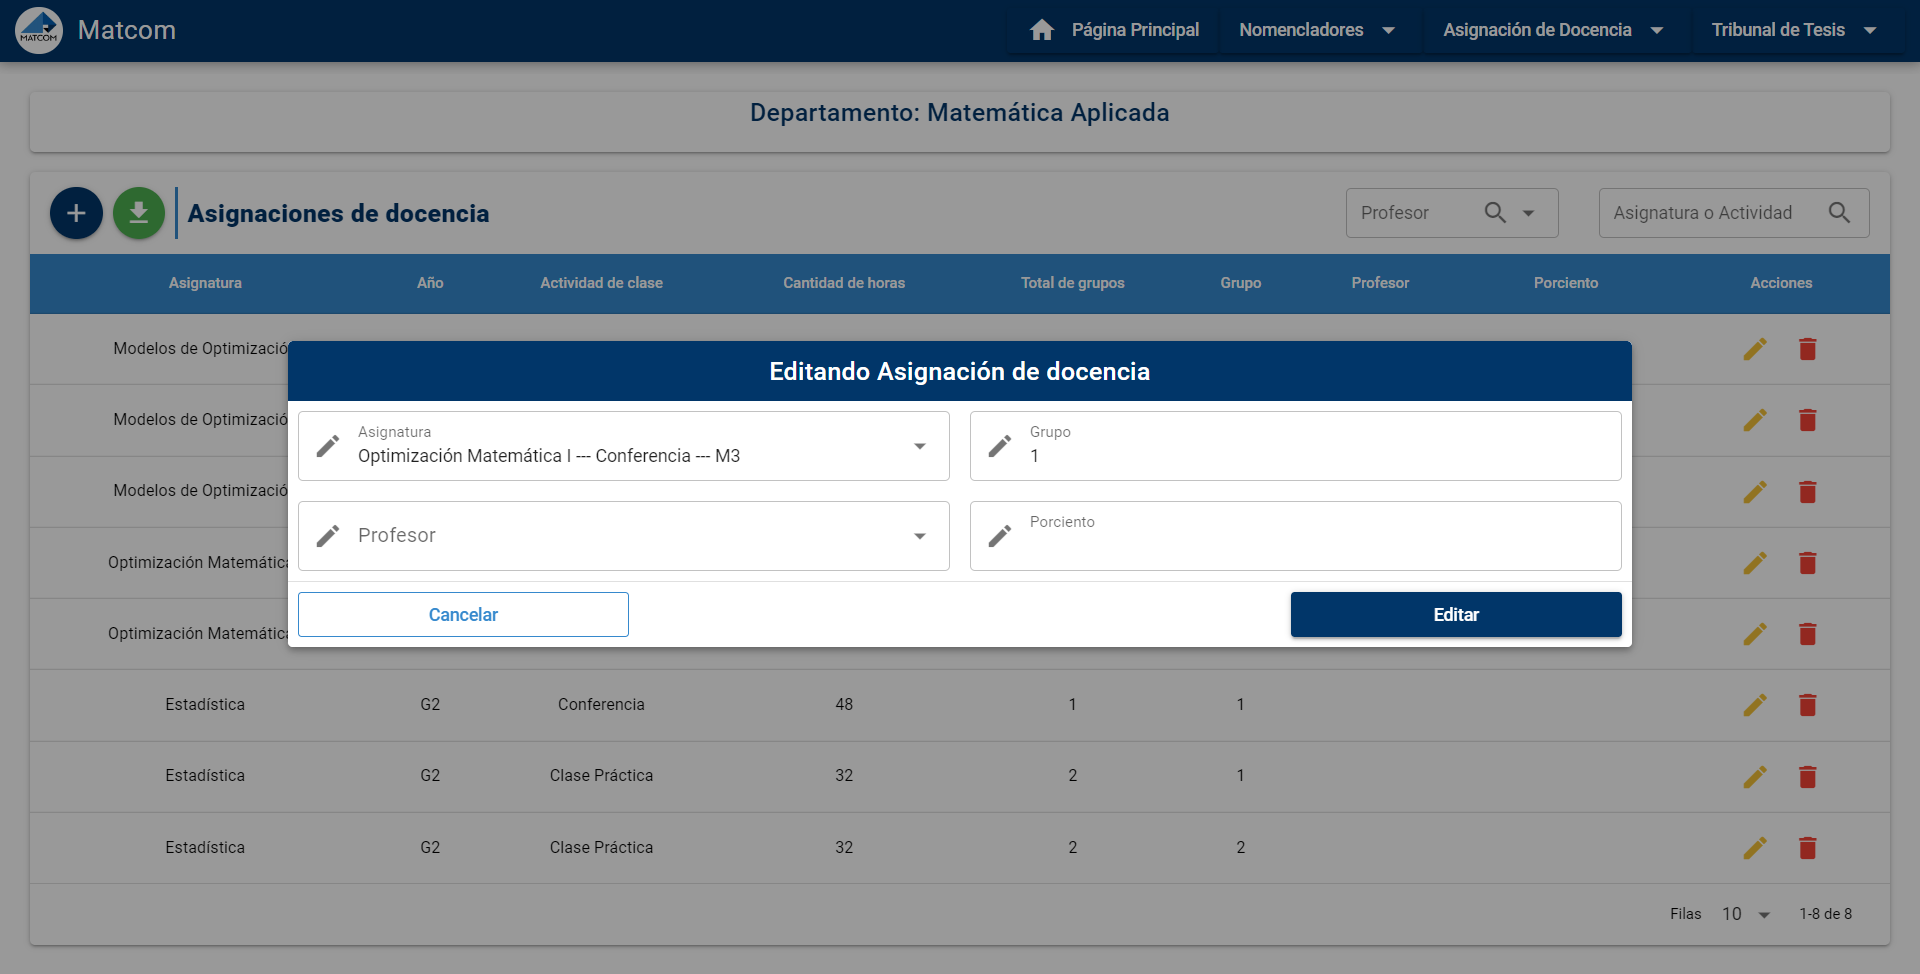 MATCOM
Matcom
Página Principal
Nomencladores
Asignación de Docencia
Tribunal de Tesis
Departamento: Matemática Aplicada
Asignaciones de docencia
Profesor
Asignatura o Actividad
Asignatura Año Actividad de clase Cantidad de horas Total de grupos Grupo Profesor Porciento Acciones
Modelos de Optimizació
Editando Asignación de docencia
Modelos de Optimizació
Asignatura
Optimización Matemática I --- Conferencia --- M3
Grupo
1
Modelos de Optimizació
Profesor
Porciento
Optimización Matemátic
Cancelar
Editar
Optimización Matemátic
Estadística G2 Conferencia 48 1 1
Estadística G2 Clase Práctica 32 2 1
Estadística G2 Clase Práctica 32 2 2
Filas 10 1-8 de 8